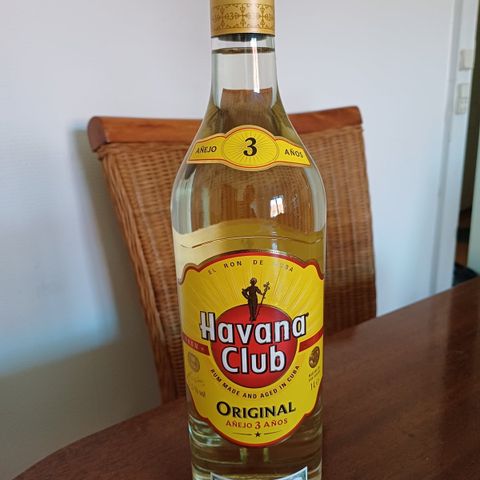 3
AÑEJO 3 AÑOS
EL RON DE CUBA
Havana
Club
RUM MADE AND AGED IN CUBA
ORIGINAL
AÑEJO 3 AÑOS